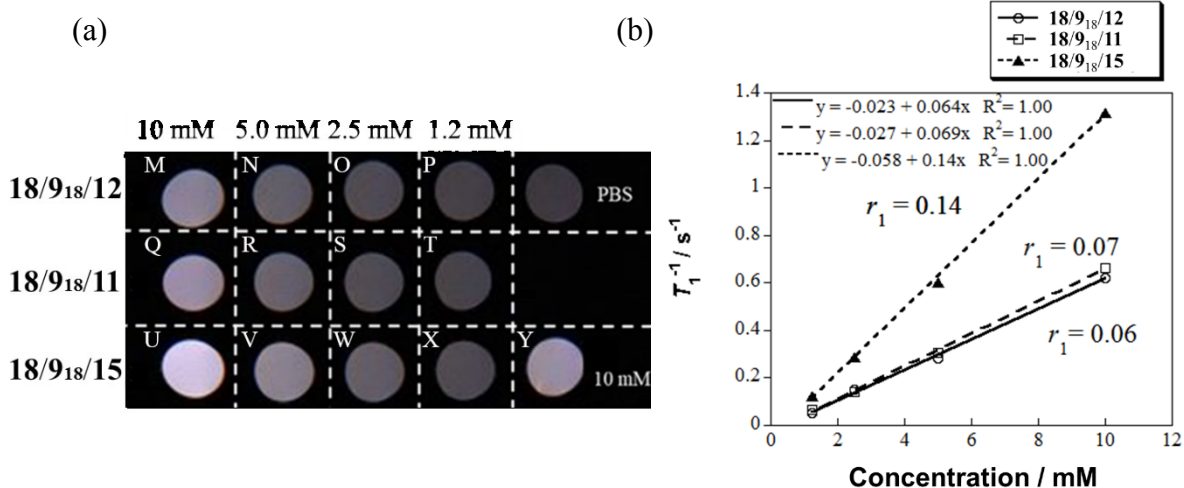 (a)
10 mM 5.0 mM 2.5 mM 1.2 mM
18/9₁₈/12
M N O P
PBS
18/9₁₈/11
Q R S T
18/9₁₈/15
U V W X Y
10 mM
(b)
18/9₁₈/12
18/9₁₈/11
18/9₁₈/15
y = -0.023 + 0.064x R²= 1.00
y = -0.027 + 0.069x R²= 1.00
y = -0.058 + 0.14x R²= 1.00
r₁ = 0.14
r₁ = 0.07
r₁ = 0.06
T₁⁻¹ / s⁻¹
1.4
1.2
1
0.8
0.6
0.4
0.2
0
0 2 4 6 8 10 12
Concentration / mM